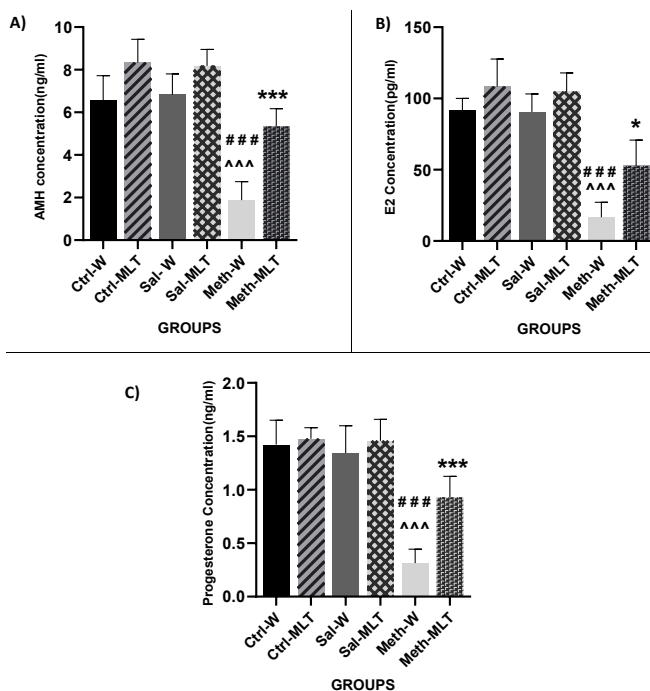 A)
AMH concentration(ng/ml)
10
8
6
4
2
0
***
###
^^^
Ctrl-W
Ctrl-MLT
Sal- W
Sal-MLT
Meth-W
Meth-MLT
GROUPS
B)
E2 Concentration(pg/ml)
150
100
50
0
*
###
^^^
Ctrl-W
Ctrl-MLT
Sal-W
Sal-MLT
Meth-W
Meth-MLT
GROUPS
C)
Progesterone Concentration(ng/ml)
2.0
1.5
1.0
0.5
0.0
***
###
^^^
Ctrl-W
Ctrl-MLT
Sal-W
Sal-MLT
Meth-W
Meth-MLT
GROUPS